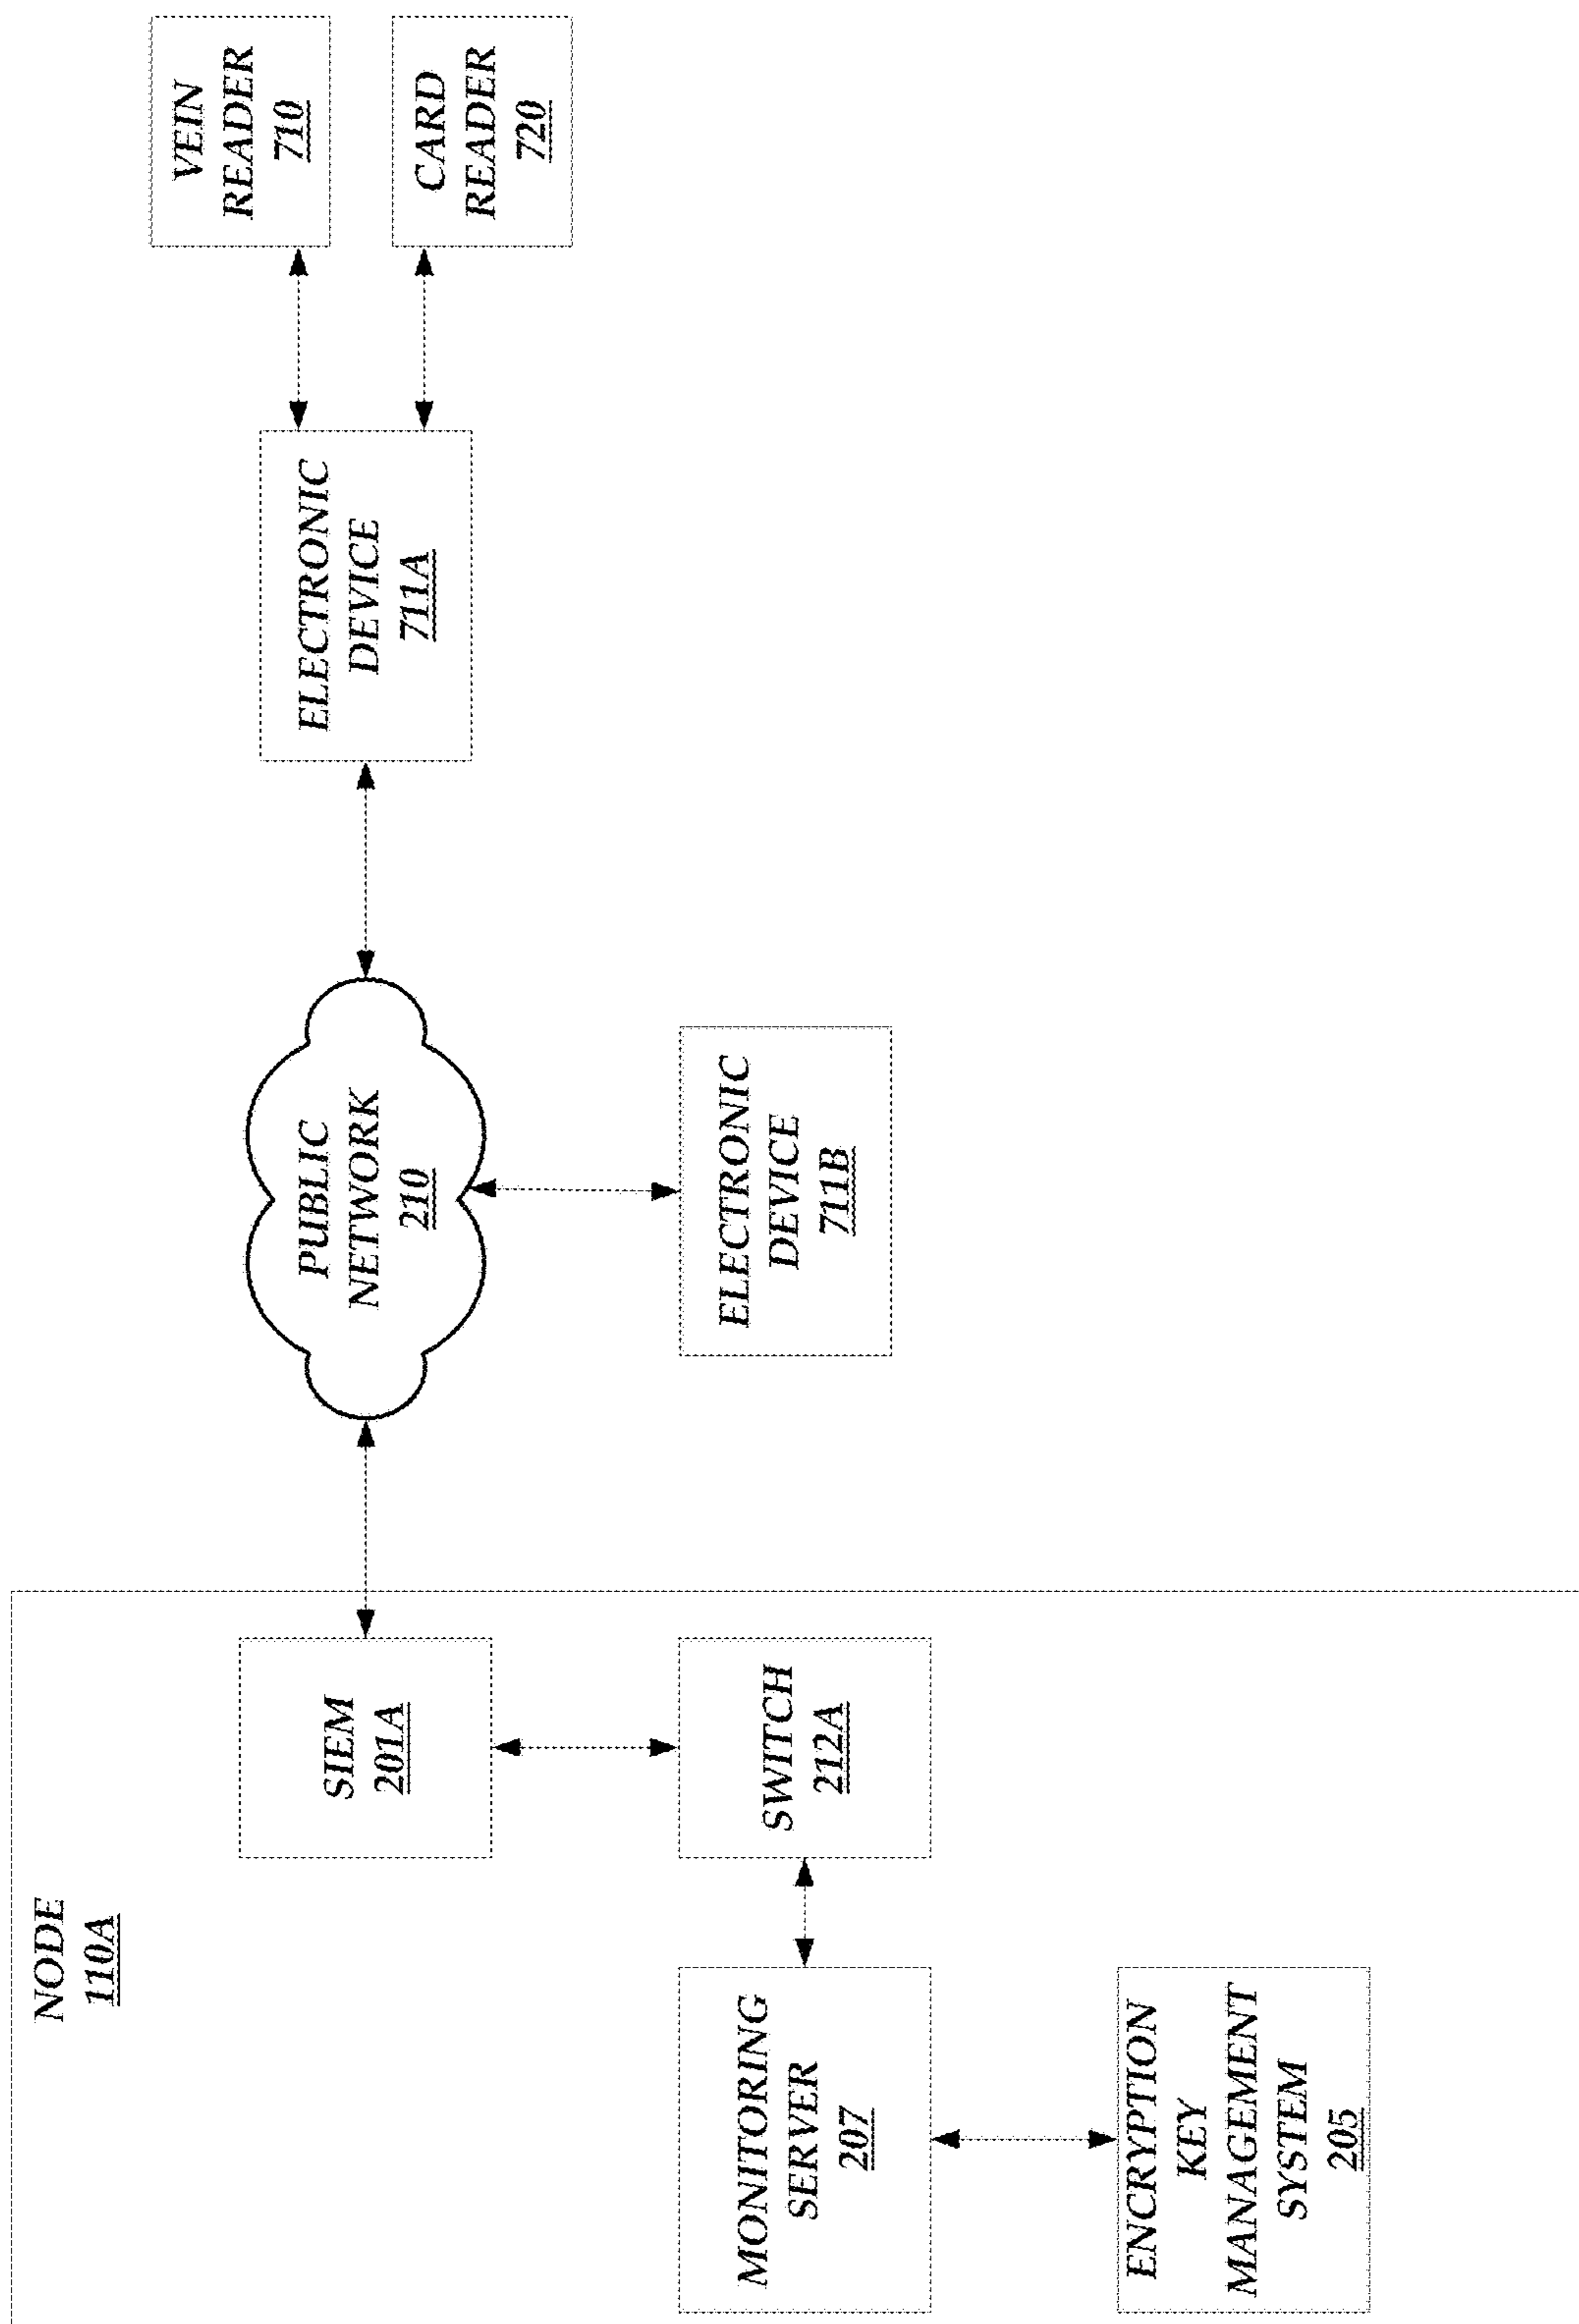 NODE
110A
SIEM
201A
PUBLIC
NETWORK
210
ELECTRONIC
DEVICE
711A
VEIN
READER
710
CARD
READER
720
MONITORING
SERVER
207
SWITCH
212A
ELECTRONIC
DEVICE
711B
ENCRYPTION
KEY
MANAGEMENT
SYSTEM
205